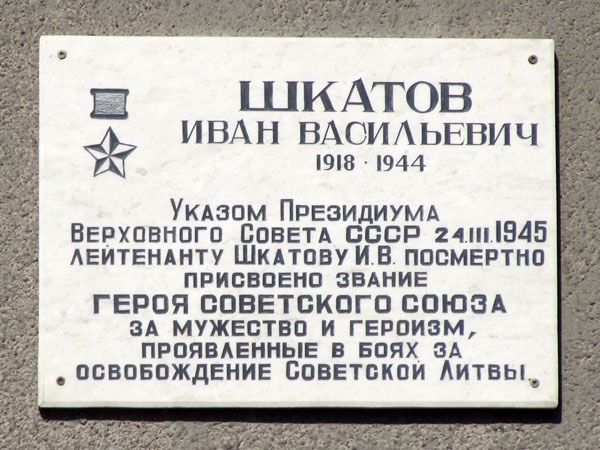 ШКАТОВ
ИВАН ВАСИЛЬЕВИЧ
1918 · 1944
УКАЗОМ ПРЕЗИДИУМА
ВЕРХОВНОГО СОВЕТА СССР 24.III.1945
ЛЕЙТЕНАНТУ ШКАТОВУ И.В. ПОСМЕРТНО
ПРИСВОЕНО ЗВАНИЕ
ГЕРОЯ СОВЕТСКОГО СОЮЗА
ЗА МУЖЕСТВО И ГЕРОИЗМ,
ПРОЯВЛЕННЫЕ В БОЯХ ЗА
ОСВОБОЖДЕНИЕ СОВЕТСКОЙ ЛИТВЫ